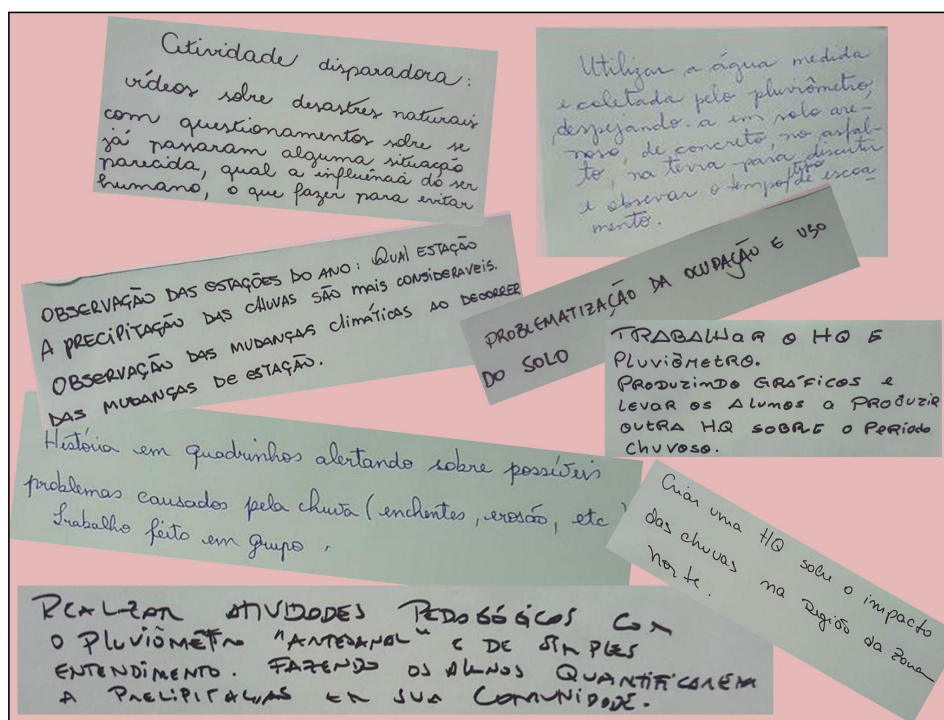 Atividade disparadora:
vídeos sobre desastres naturais
com questionamentos sobre se
já passaram alguma situação
parecida, qual a influência do ser
humano, o que fazer para evitar
Utilizar a água medida
e coletada pelo pluviômetro,
despejando-a em solo are-
noso, de concreto, no asfal-
to, na terra para discutir
e observar o tempo/tipo de escoa-
mento.
OBSERVAÇÃO DAS ESTAÇÕES DO ANO: QUAL ESTAÇÃO
A PRECIPITAÇÃO DAS CHUVAS SÃO MAIS CONSIDERAVEIS.
OBSERVAÇÃO DAS MUDANÇAS CLIMÁTICAS AO DECORRER
DAS MUDANÇAS DE ESTAÇÃO.
PROBLEMATIZAÇÃO DA OCUPAÇÃO E USO
DO SOLO
TRABALHAR O HQ E
PLUVIÔMETRO.
PRODUZINDO GRÁFICOS E
LEVAR OS ALUNOS A PRODUZIR
OUTRA HQ SOBRE O PERÍODO
CHUVOSO.
História em quadrinhos alertando sobre possíveis
problemas causados pela chuva (enchentes, erosão, etc)
Trabalho feito em grupo.
Criar uma HQ sobre o impacto
das chuvas na Região da Zona
Norte.
REALIZAR ATIVIDADES PEDAGÓGICAS COM
O PLUVIÔMETRO "ARTESANAL" E DE SIMPLES
ENTENDIMENTO. FAZENDO OS ALUNOS QUANTIFICAREM
A PRECIPITAÇÃO EM SUA COMUNIDADE.